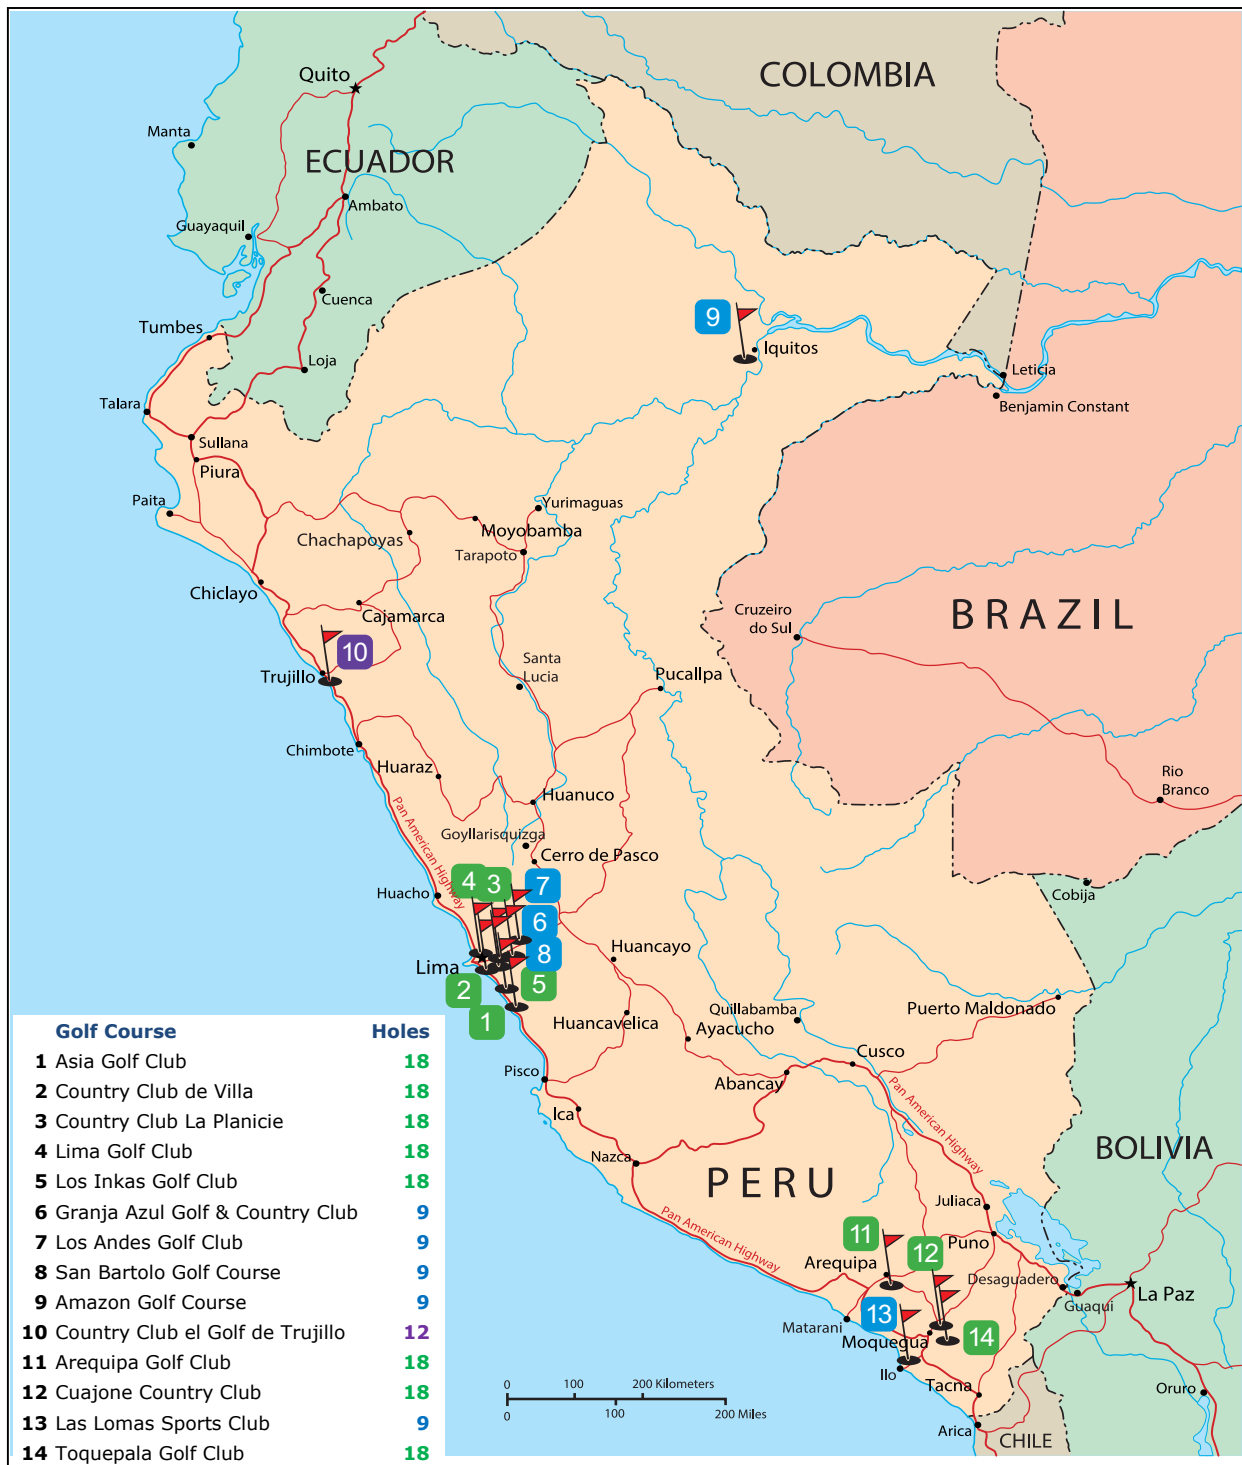 COLOMBIA
Quito
Manta
ECUADOR
Ambato
Guayaquil
Cuenca
Tumbes
9
Iquitos
Loja
Leticia
Talara
Benjamin Constant
Sullana
Piura
Paita
Yurimaguas
Moyobamba
Chachapoyas
Tarapoto
Chiclayo
Cajamarca
Cruzeiro
do Sul
BRAZIL
10
Trujillo
Santa
Lucia
Pucallpa
Chimbote
Huaraz
Rio
Branco
Huanuco
Pan American Highway
Goyllarisquizga
Cerro de Pasco
4
3
7
Huacho
Cobija
6
Huancayo
8
Lima
5
2
1
Huancavelica
Quillabamba
Puerto Maldonado
Ayacucho
Cusco
Pisco
Abancay
Pan American Highway
Ica
Nazca
PERU
BOLIVIA
Juliaca
Pan American Highway
11
12
Puno
Arequipa
Desaguadero
Guaqui
La Paz
13
Matarani
Moquegua
14
Ilo
Tacna
Oruro
Arica
CHILE
0 100 200 Kilometers
0 100 200 Miles
Golf Course Holes
1 Asia Golf Club 18
2 Country Club de Villa 18
3 Country Club La Planicie 18
4 Lima Golf Club 18
5 Los Inkas Golf Club 18
6 Granja Azul Golf & Country Club 9
7 Los Andes Golf Club 9
8 San Bartolo Golf Course 9
9 Amazon Golf Course 9
10 Country Club el Golf de Trujillo 12
11 Arequipa Golf Club 18
12 Cuajone Country Club 18
13 Las Lomas Sports Club 9
14 Toquepala Golf Club 18